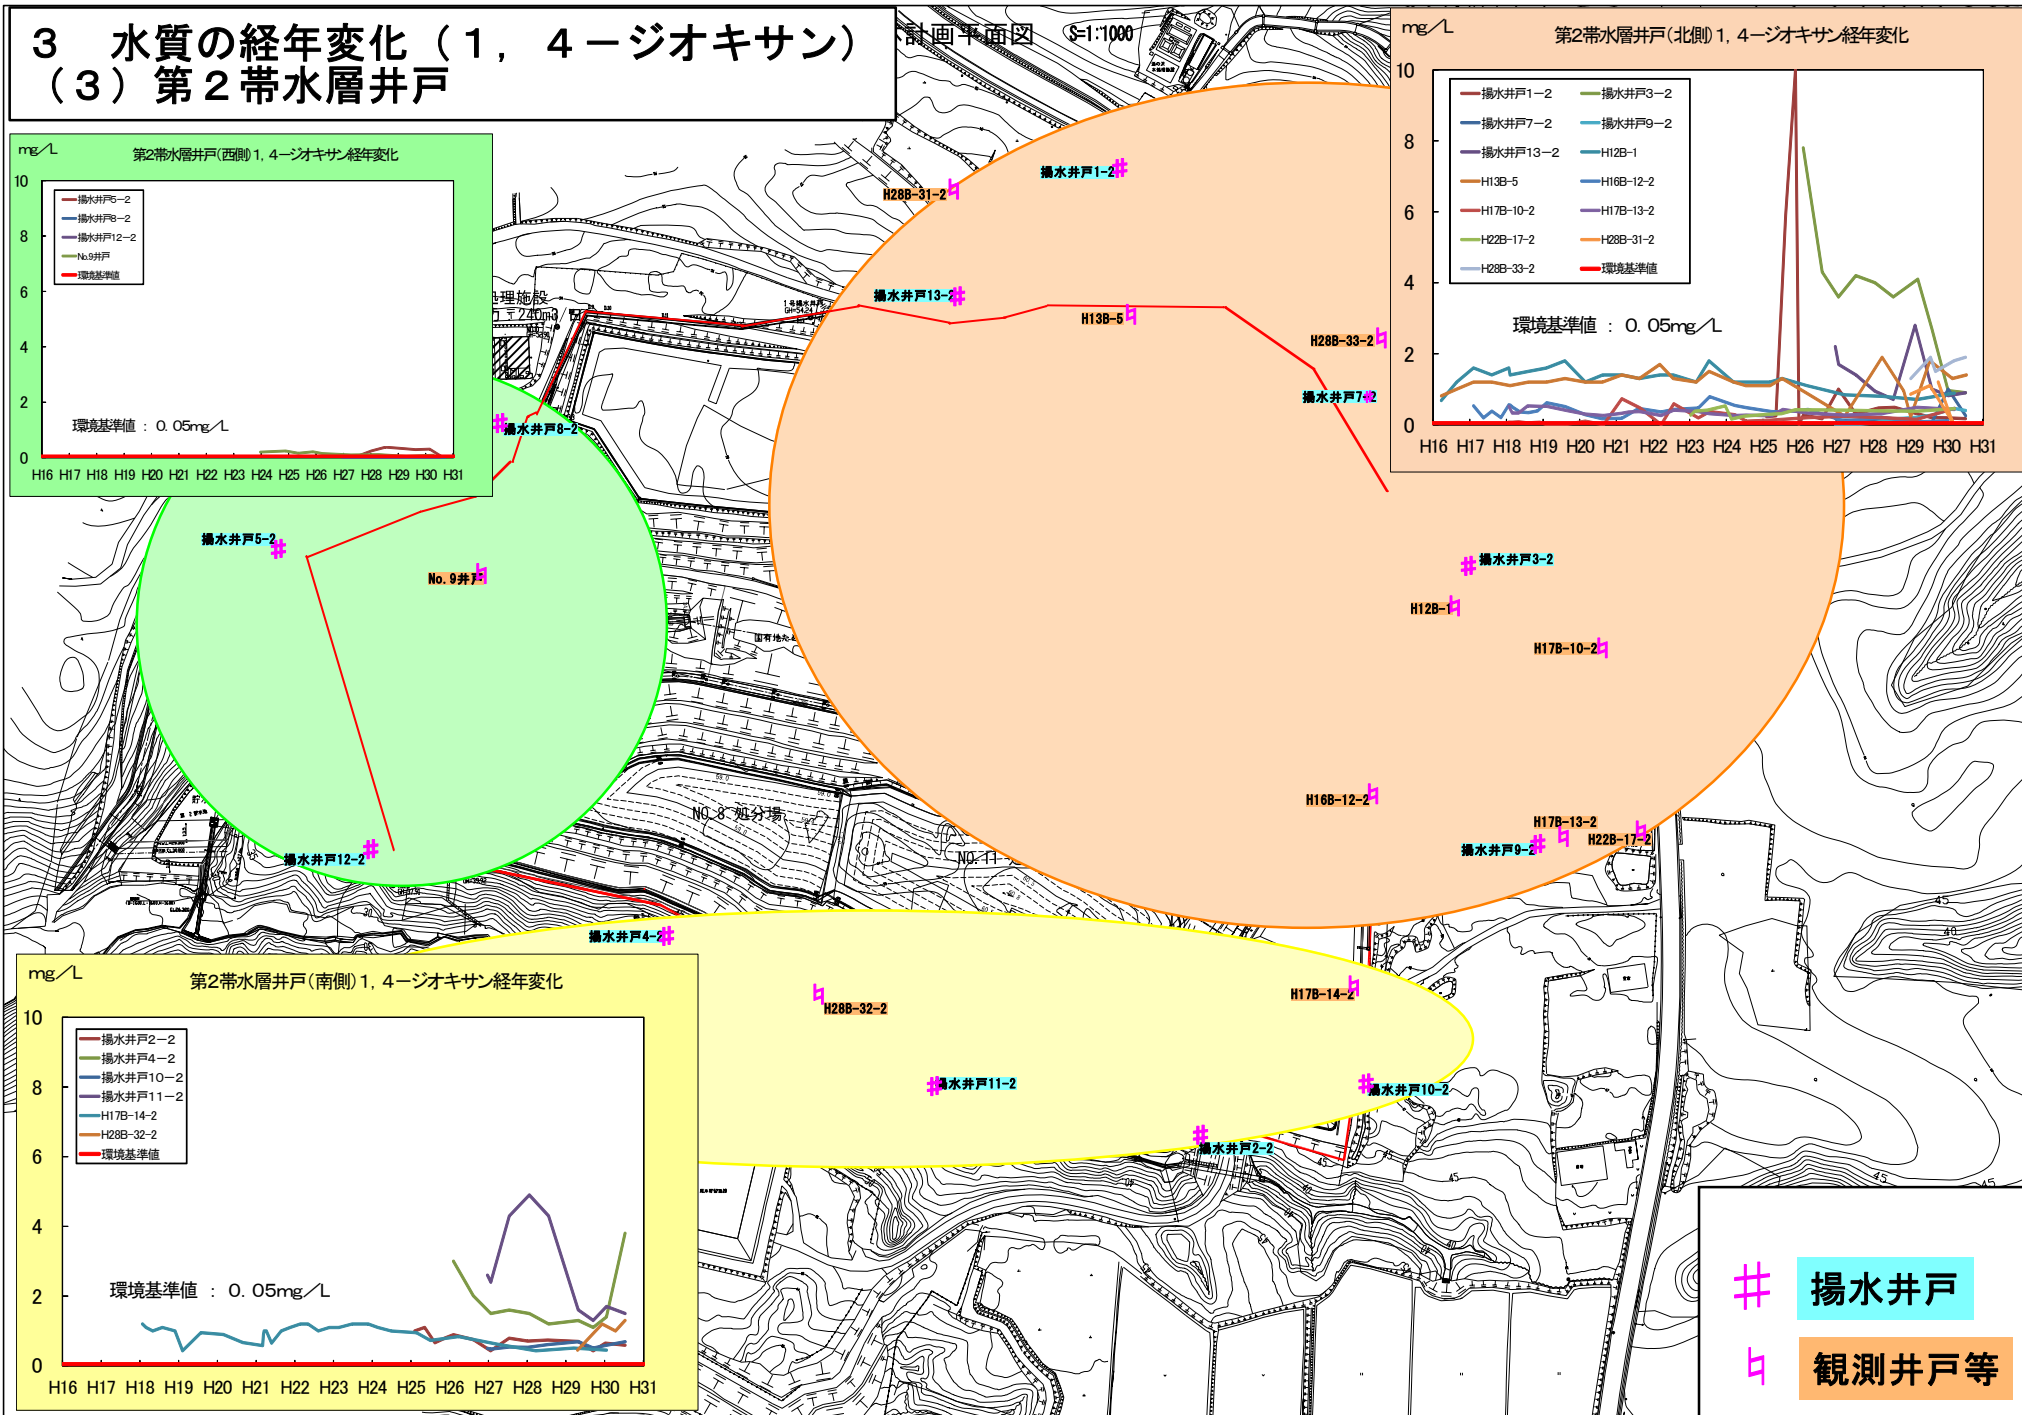 3 水質の経年変化（１，４－ジオキサン）
（３）第２帯水層井戸
計画平面図 S=1:1000
mg／L
第2帯水層井戸(西側)１,４－ジオキサン経年変化
10
8
6
4
2
0
揚水井戸5－2
揚水井戸8－2
揚水井戸12－2
No.9井戸
環境基準値
環境基準値 : ０.０５mg／L
H16 H17 H18 H19 H20 H21 H22 H23 H24 H25 H26 H27 H28 H29 H30 H31
mg／L
第2帯水層井戸(北側)１,４－ジオキサン経年変化
10
8
6
4
2
0
揚水井戸1－2 揚水井戸3－2
揚水井戸7－2 揚水井戸9－2
揚水井戸13－2 H12B-1
H13B-5 H16B-12-2
H17B-10-2 H17B-13-2
H22B-17-2 H28B-31-2
H28B-33-2 環境基準値
環境基準値 : ０.０５mg／L
H16 H17 H18 H19 H20 H21 H22 H23 H24 H25 H26 H27 H28 H29 H30 H31
揚水井戸1-2
H28B-31-2
揚水井戸13-2
H13B-5
H28B-33-2
揚水井戸7-2
処理施設
揚水井戸8-2
揚水井戸5-2
No.9井戸
揚水井戸3-2
H12B-1
H17B-10-2
H16B-12-2
H17B-13-2
H22B-17-2
揚水井戸9-2
NO.8 処分場
NO.11
揚水井戸12-2
揚水井戸4-2
H28B-32-2
H17B-14-2
揚水井戸11-2
揚水井戸10-2
揚水井戸2-2
mg／L
第2帯水層井戸(南側)１,４－ジオキサン経年変化
10
8
6
4
2
0
揚水井戸2－2
揚水井戸4－2
揚水井戸10－2
揚水井戸11－2
H17B-14-2
H28B-32-2
環境基準値
環境基準値 : ０.０５mg／L
H16 H17 H18 H19 H20 H21 H22 H23 H24 H25 H26 H27 H28 H29 H30 H31
揚水井戸
観測井戸等